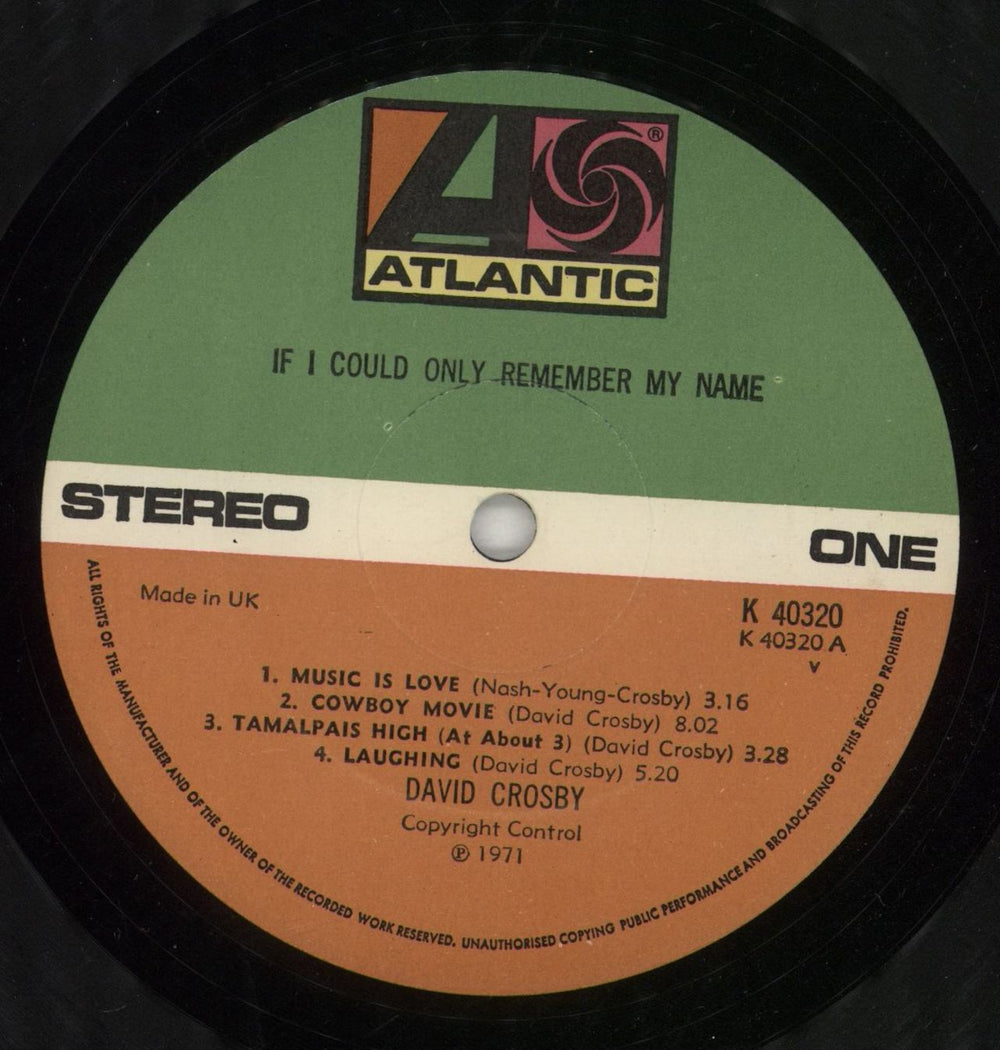 ®
ATLANTIC
IF I COULD ONLY REMEMBER MY NAME
STEREO
ONE
Made in UK
K 40320
K 40320 A
V
1. MUSIC IS LOVE (Nash-Young-Crosby) 3.16
2. COWBOY MOVIE (David Crosby) 8.02
3. TAMALPAIS HIGH (At About 3) (David Crosby) 3.28
4. LAUGHING (David Crosby) 5.20
DAVID CROSBY
Copyright Control
℗ 1971
ALL RIGHTS OF THE MANUFACTURER AND OF THE OWNER OF THE RECORDED WORK RESERVED. UNAUTHORISED COPYING PUBLIC PERFORMANCE AND BROADCASTING OF THIS RECORD PROHIBITED.